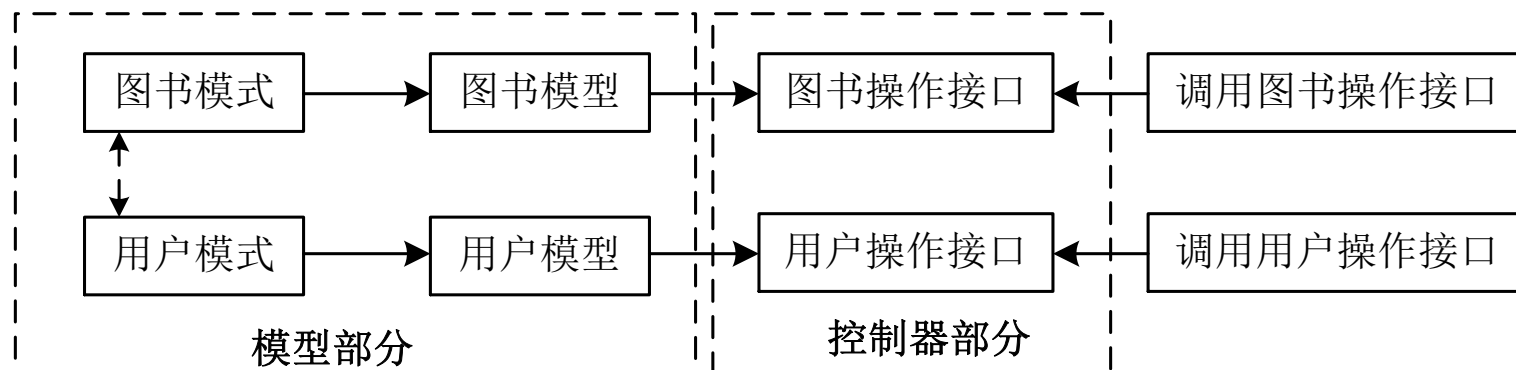 图书模式
图书模型
图书操作接口
调用图书操作接口
用户模式
用户模型
用户操作接口
调用用户操作接口
模型部分
控制器部分